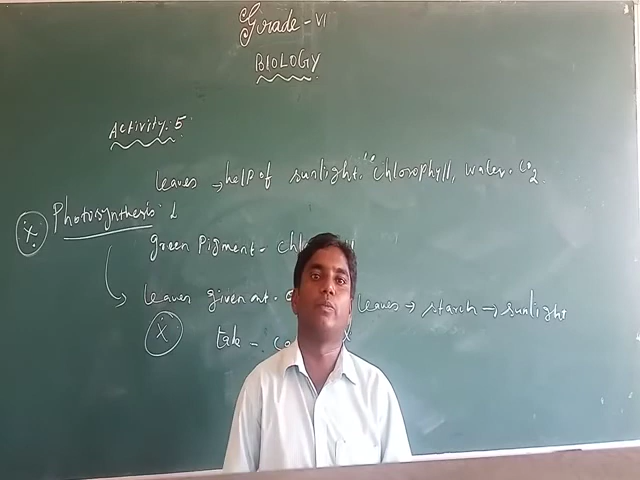 Grade - VI
BIOLOGY
Activity: 5
leaves → help of sunlight, chlorophyll, water, CO2.
Photosynthesis:
green pigment - chl
leaves given out - leaves → starch → sunlight
take -